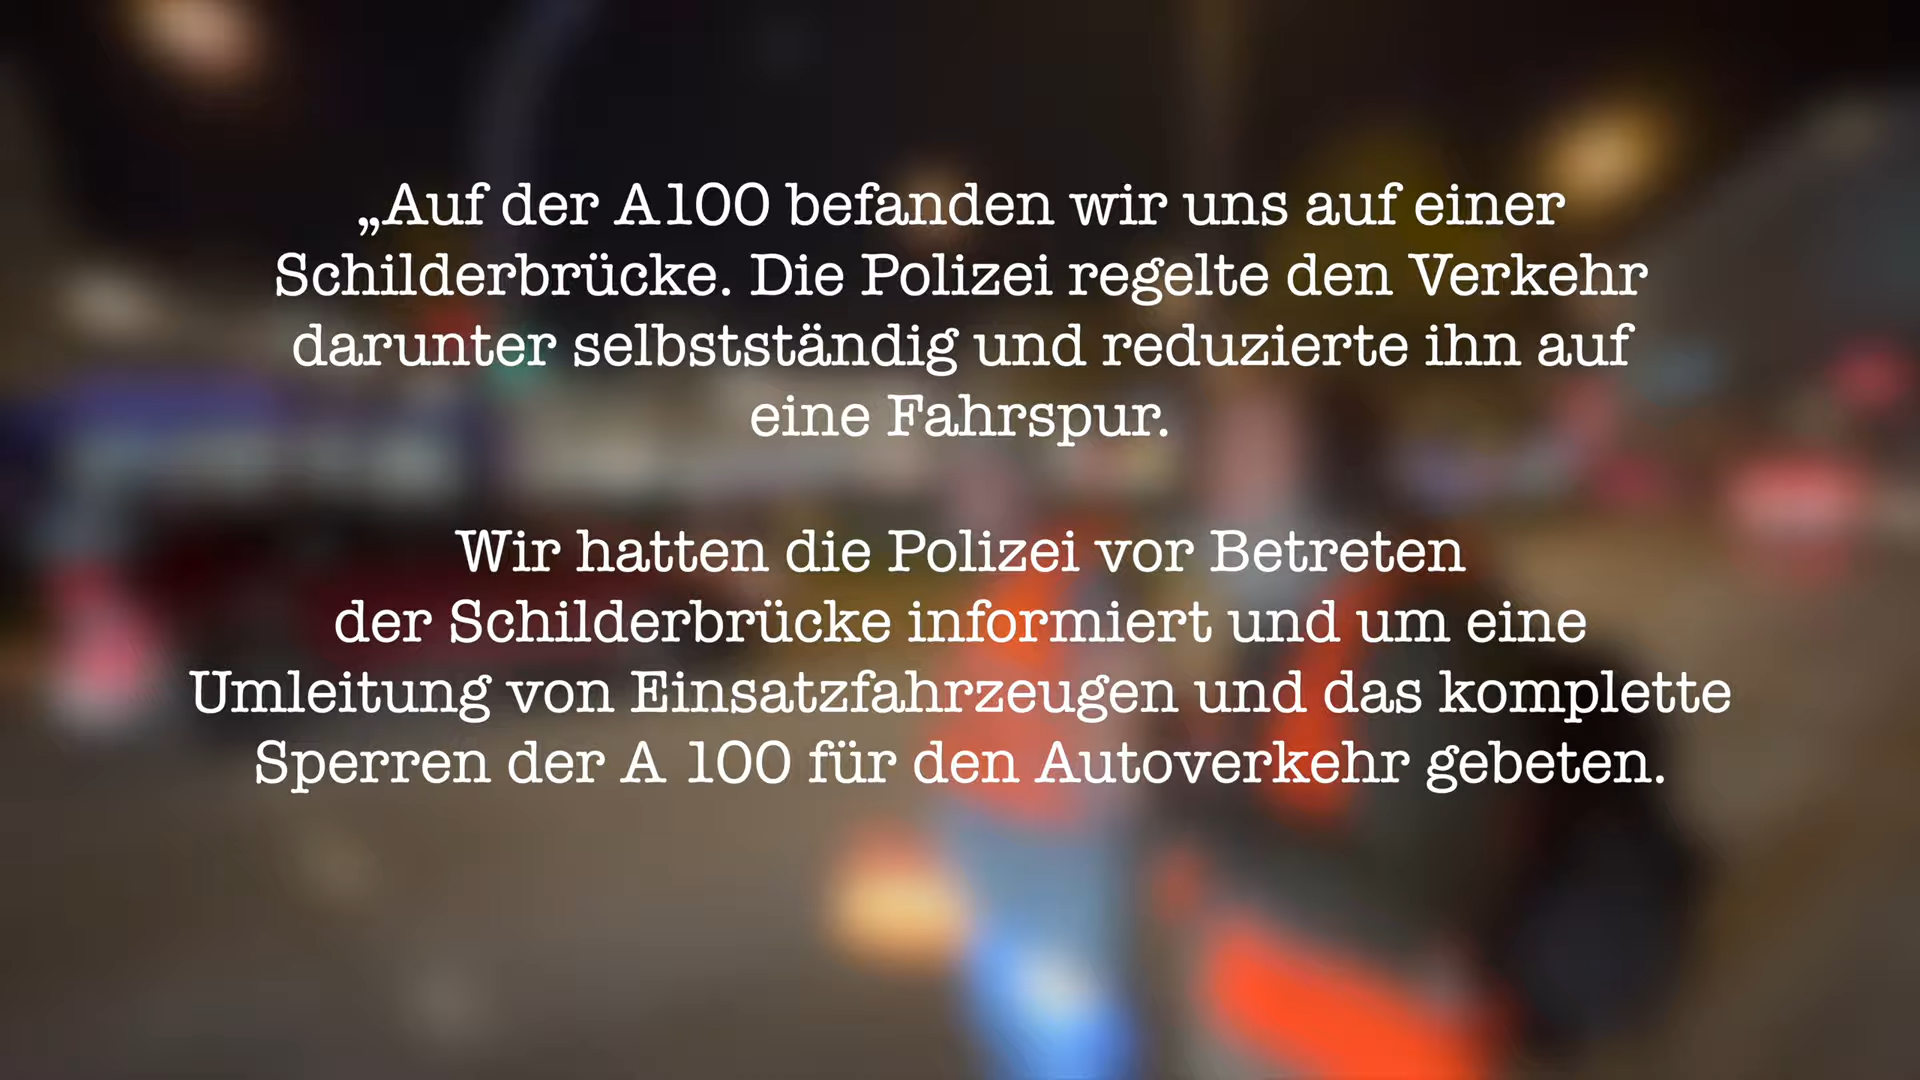 „Auf der A100 befanden wir uns auf einer
Schilderbrücke. Die Polizei regelte den Verkehr
darunter selbstständig und reduzierte ihn auf
eine Fahrspur.
Wir hatten die Polizei vor Betreten
der Schilderbrücke informiert und um eine
Umleitung von Einsatzfahrzeugen und das komplette
Sperren der A 100 für den Autoverkehr gebeten.